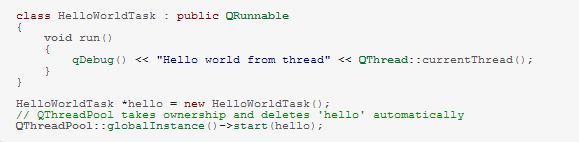 class HelloWorldTask : public QRunnable
{
    void run()
    {
        qDebug() << "Hello world from thread" << QThread::currentThread();
    }
}
HelloWorldTask *hello = new HelloWorldTask();
// QThreadPool takes ownership and deletes 'hello' automatically
QThreadPool::globalInstance()->start(hello);